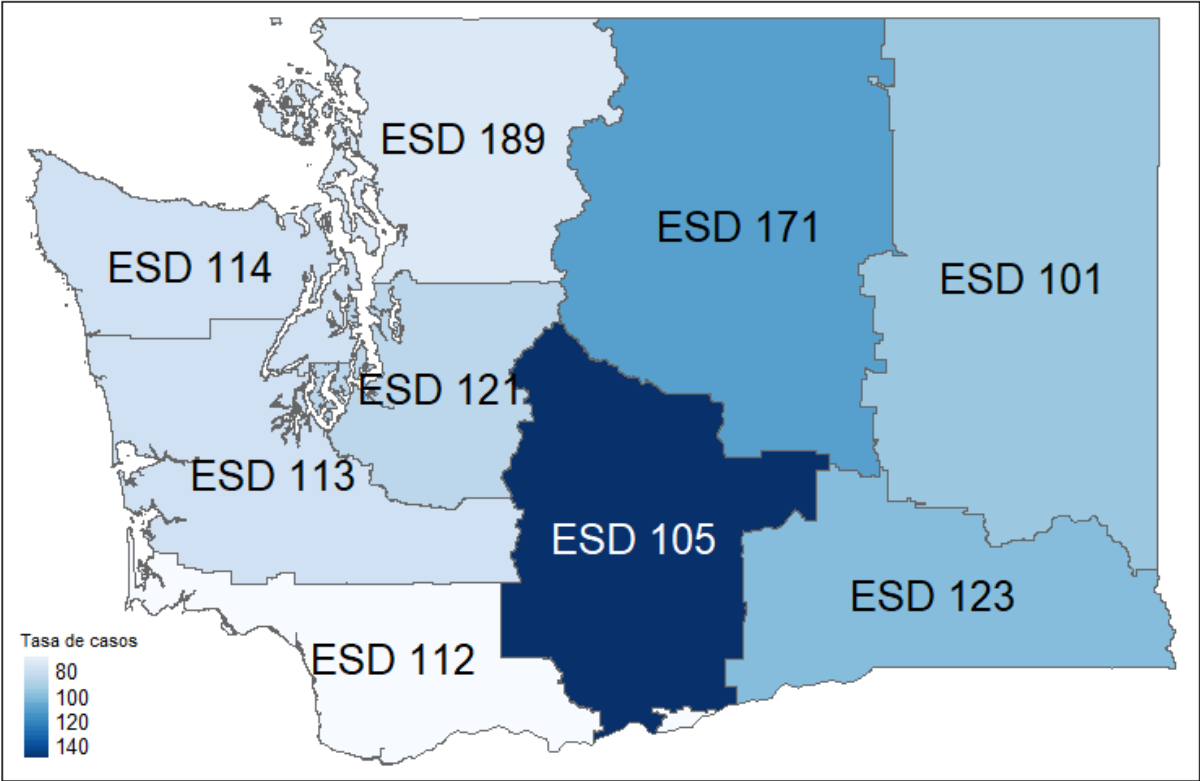 ESD 189
ESD 171
ESD 114
ESD 101
ESD 121
ESD 113
ESD 105
ESD 123
ESD 112
Tasa de casos
80
100
120
140